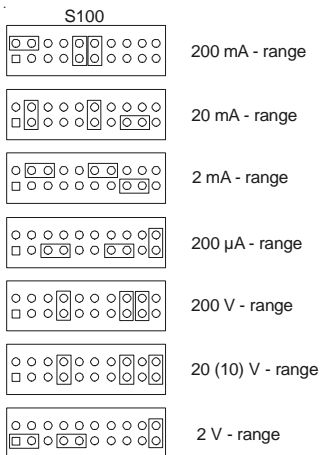 S100
200 mA - range
20 mA - range
2 mA - range
200 µA - range
200 V - range
20 (10) V - range
2 V - range